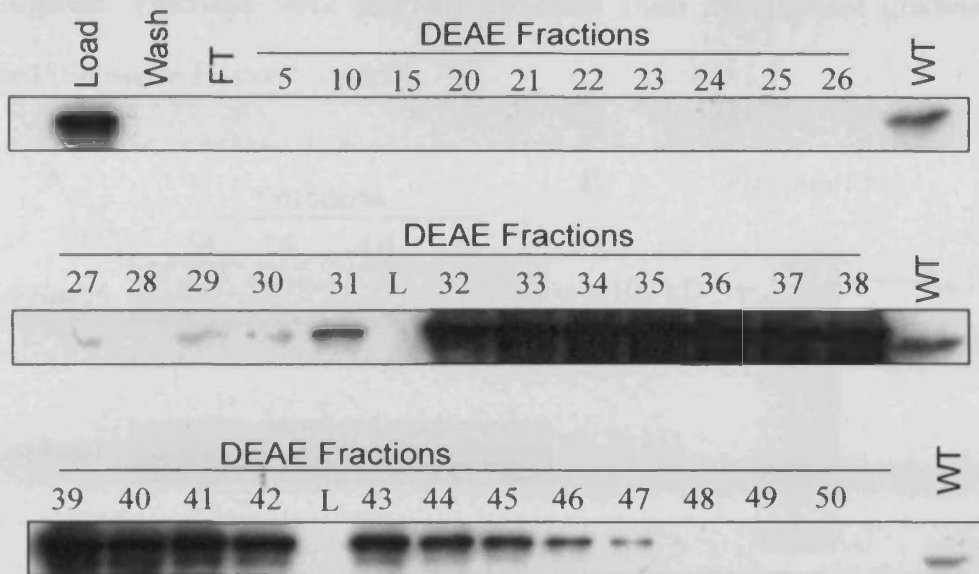 Load Wash FT DEAE Fractions WT
5 10 15 20 21 22 23 24 25 26
DEAE Fractions WT
27 28 29 30 31 L 32 33 34 35 36 37 38
DEAE Fractions WT
39 40 41 42 L 43 44 45 46 47 48 49 50